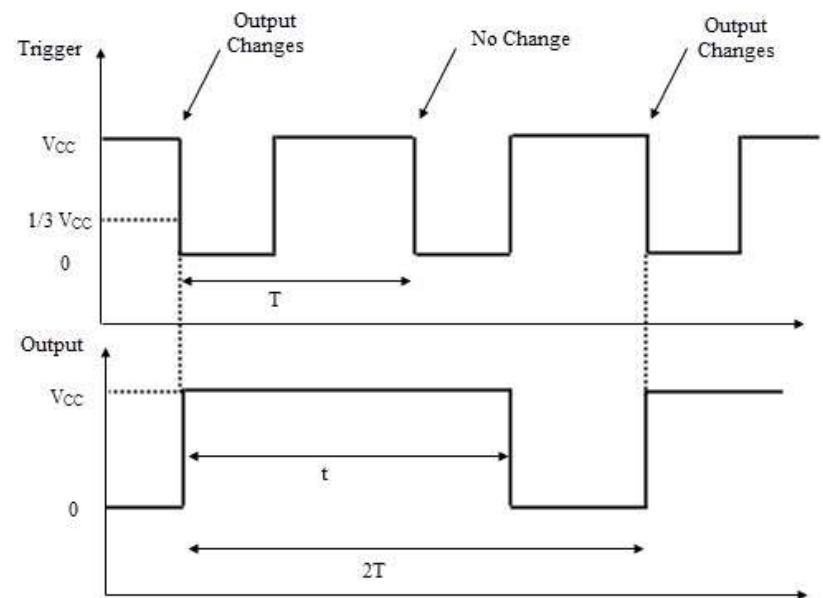 Output
Changes
No Change
Output
Changes
Trigger
VCC
1/3 VCC
0
T
Output
VCC
t
0
2T